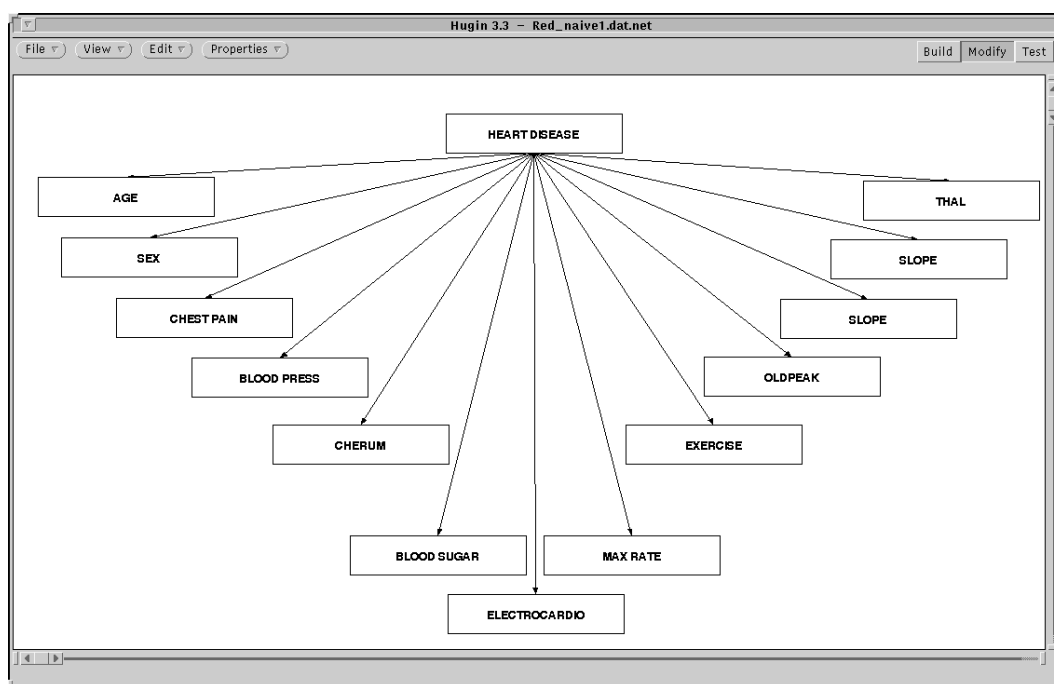 Hugin 3.3 – Red_naive1.dat.net
File View Edit Properties Build Modify Test
HEART DISEASE
AGE
THAL
SEX
SLOPE
CHEST PAIN
SLOPE
BLOOD PRESS
OLDPEAK
CHERUM
EXERCISE
BLOOD SUGAR
MAX RATE
ELECTROCARDIO